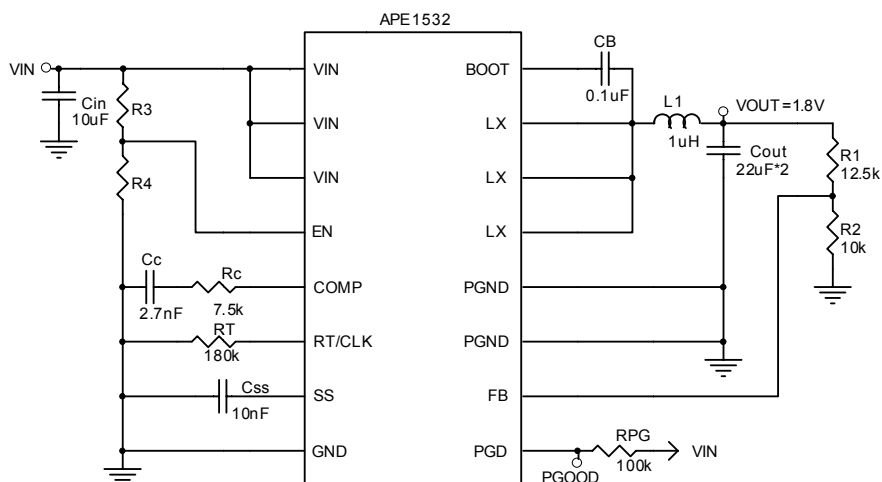 APE1532
VIN
Cin
10uF
R3
R4
Cc
2.7nF
Rc
7.5k
RT
180k
Css
10nF
VIN
VIN
VIN
EN
COMP
RT/CLK
SS
GND
BOOT
LX
LX
LX
PGND
PGND
FB
PGD
CB
0.1uF
L1
1uH
VOUT=1.8V
Cout
22uF*2
R1
12.5k
R2
10k
RPG
100k
VIN
PGOOD